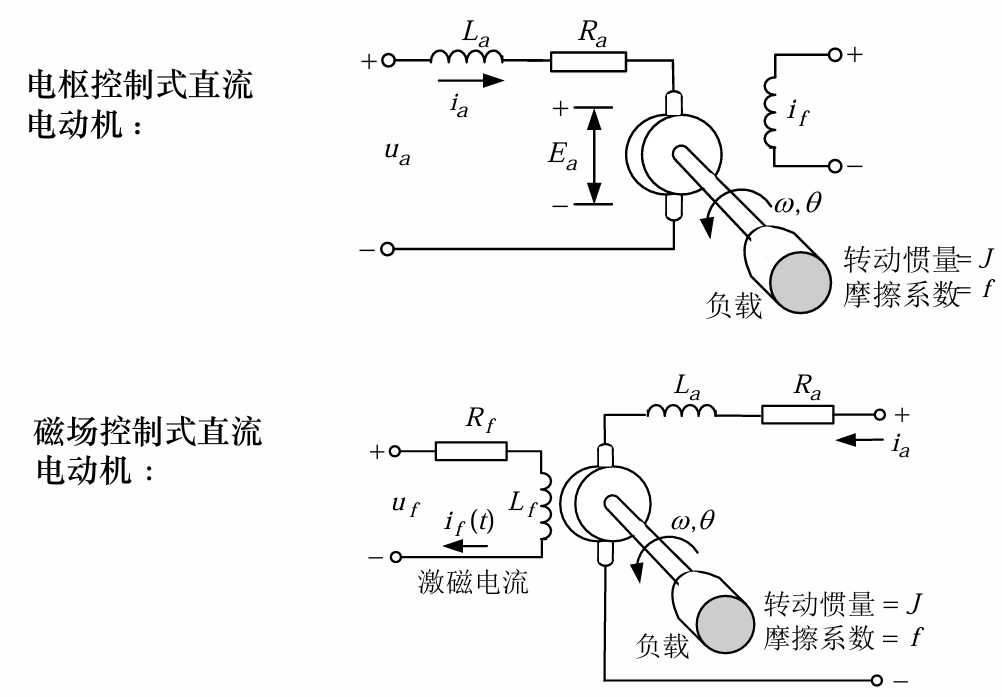 电枢控制式直流
电动机：
+
L_a
R_a
+
i_a
+
i_f
u_a
E_a
−
−
ω,θ
−
转动惯量= J
摩擦系数= f
负载
磁场控制式直流
电动机：
L_a
R_a
+
i_a
R_f
+
u_f
L_f
i_f(t)
−
激磁电流
ω,θ
转动惯量 = J
摩擦系数 = f
负载
−